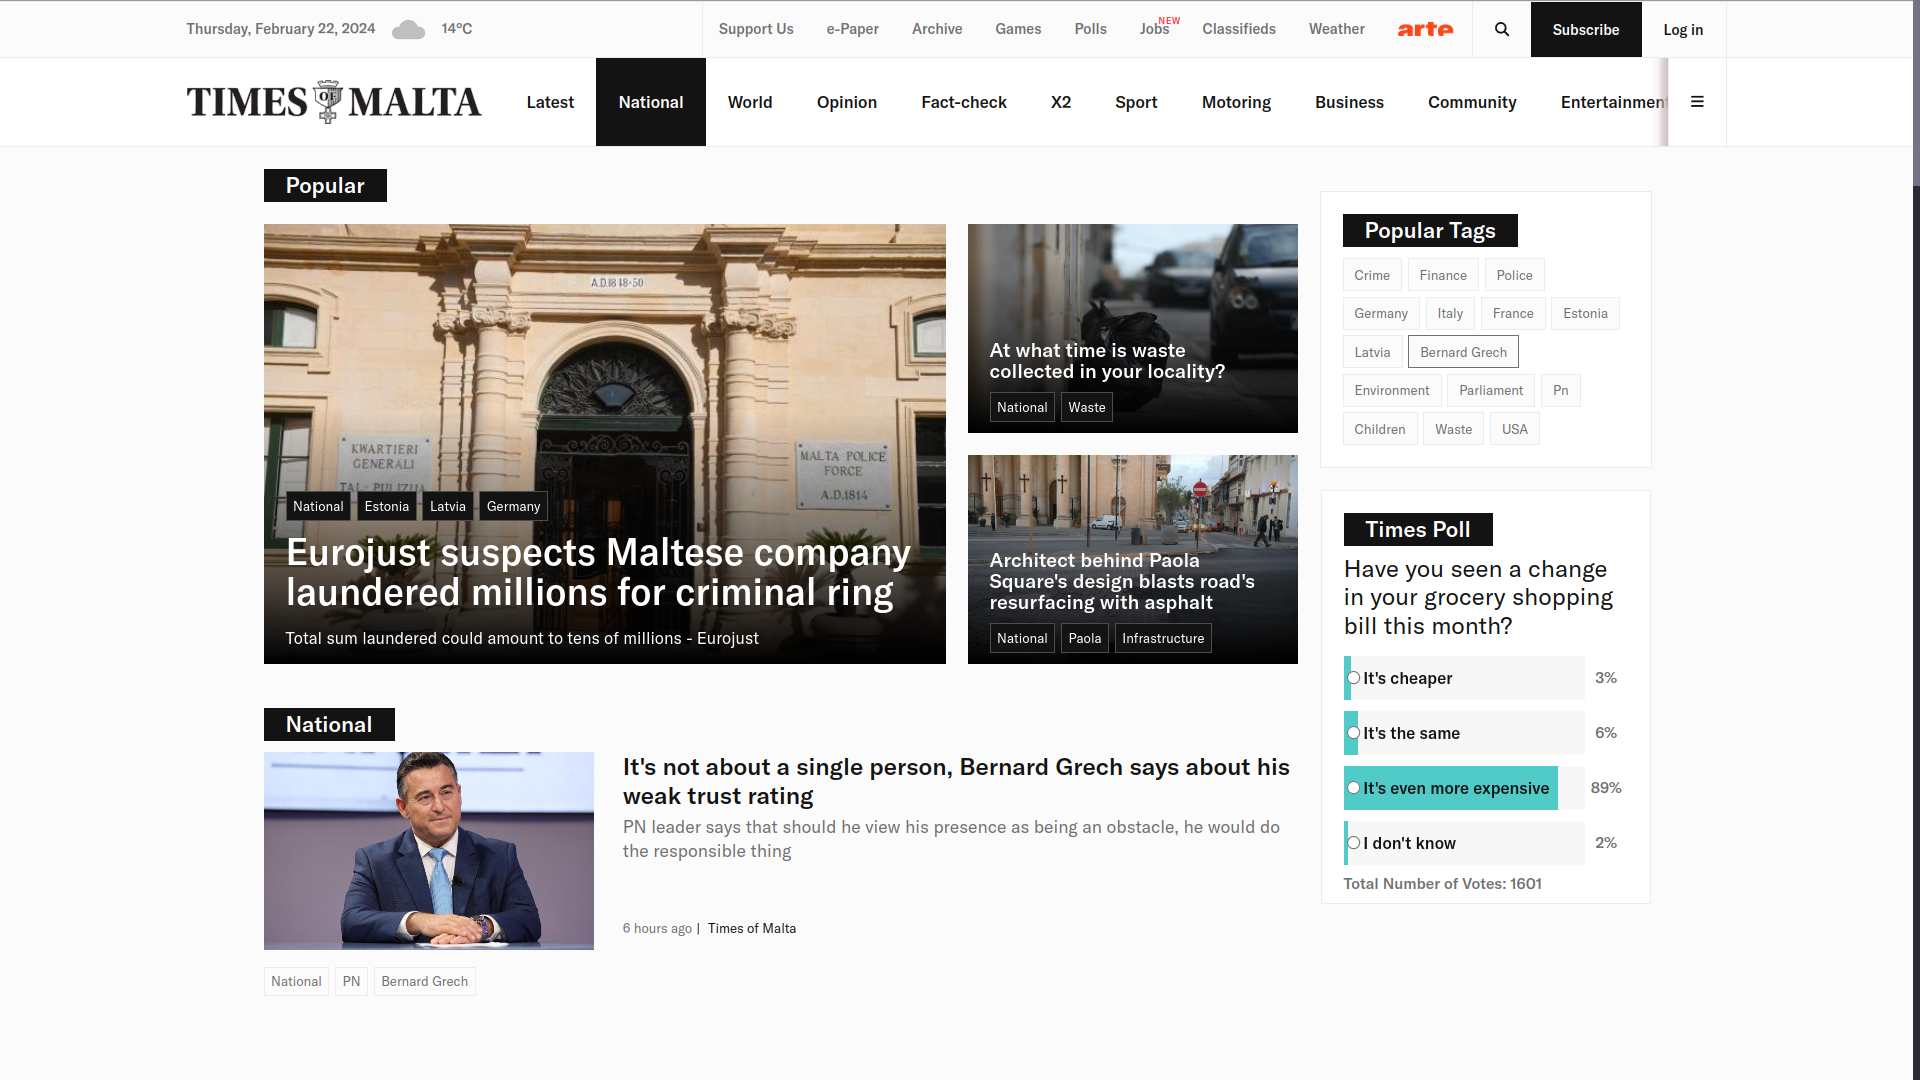 Thursday, February 22, 2024
14°C
Support Us
e-Paper
Archive
Games
Polls
Jobs NEW
Classifieds
Weather
arte
Subscribe
Log in
TIMES OF MALTA
Latest
National
World
Opinion
Fact-check
X2
Sport
Motoring
Business
Community
Entertainment
Popular
A.D.1848-50
KWARTIERI
GENERALI
TAL-PULIZIJA
MALTA POLICE
FORCE
A.D.1814
National
Estonia
Latvia
Germany
Eurojust suspects Maltese company
laundered millions for criminal ring
Total sum laundered could amount to tens of millions - Eurojust
At what time is waste
collected in your locality?
National
Waste
Architect behind Paola
Square's design blasts road's
resurfacing with asphalt
National
Paola
Infrastructure
Popular Tags
Crime
Finance
Police
Germany
Italy
France
Estonia
Latvia
Bernard Grech
Environment
Parliament
Pn
Children
Waste
USA
Times Poll
Have you seen a change
in your grocery shopping
bill this month?
It's cheaper 3%
It's the same 6%
It's even more expensive 89%
I don't know 2%
Total Number of Votes: 1601
National
It's not about a single person, Bernard Grech says about his
weak trust rating
PN leader says that should he view his presence as being an obstacle, he would do
the responsible thing
6 hours ago | Times of Malta
National
PN
Bernard Grech